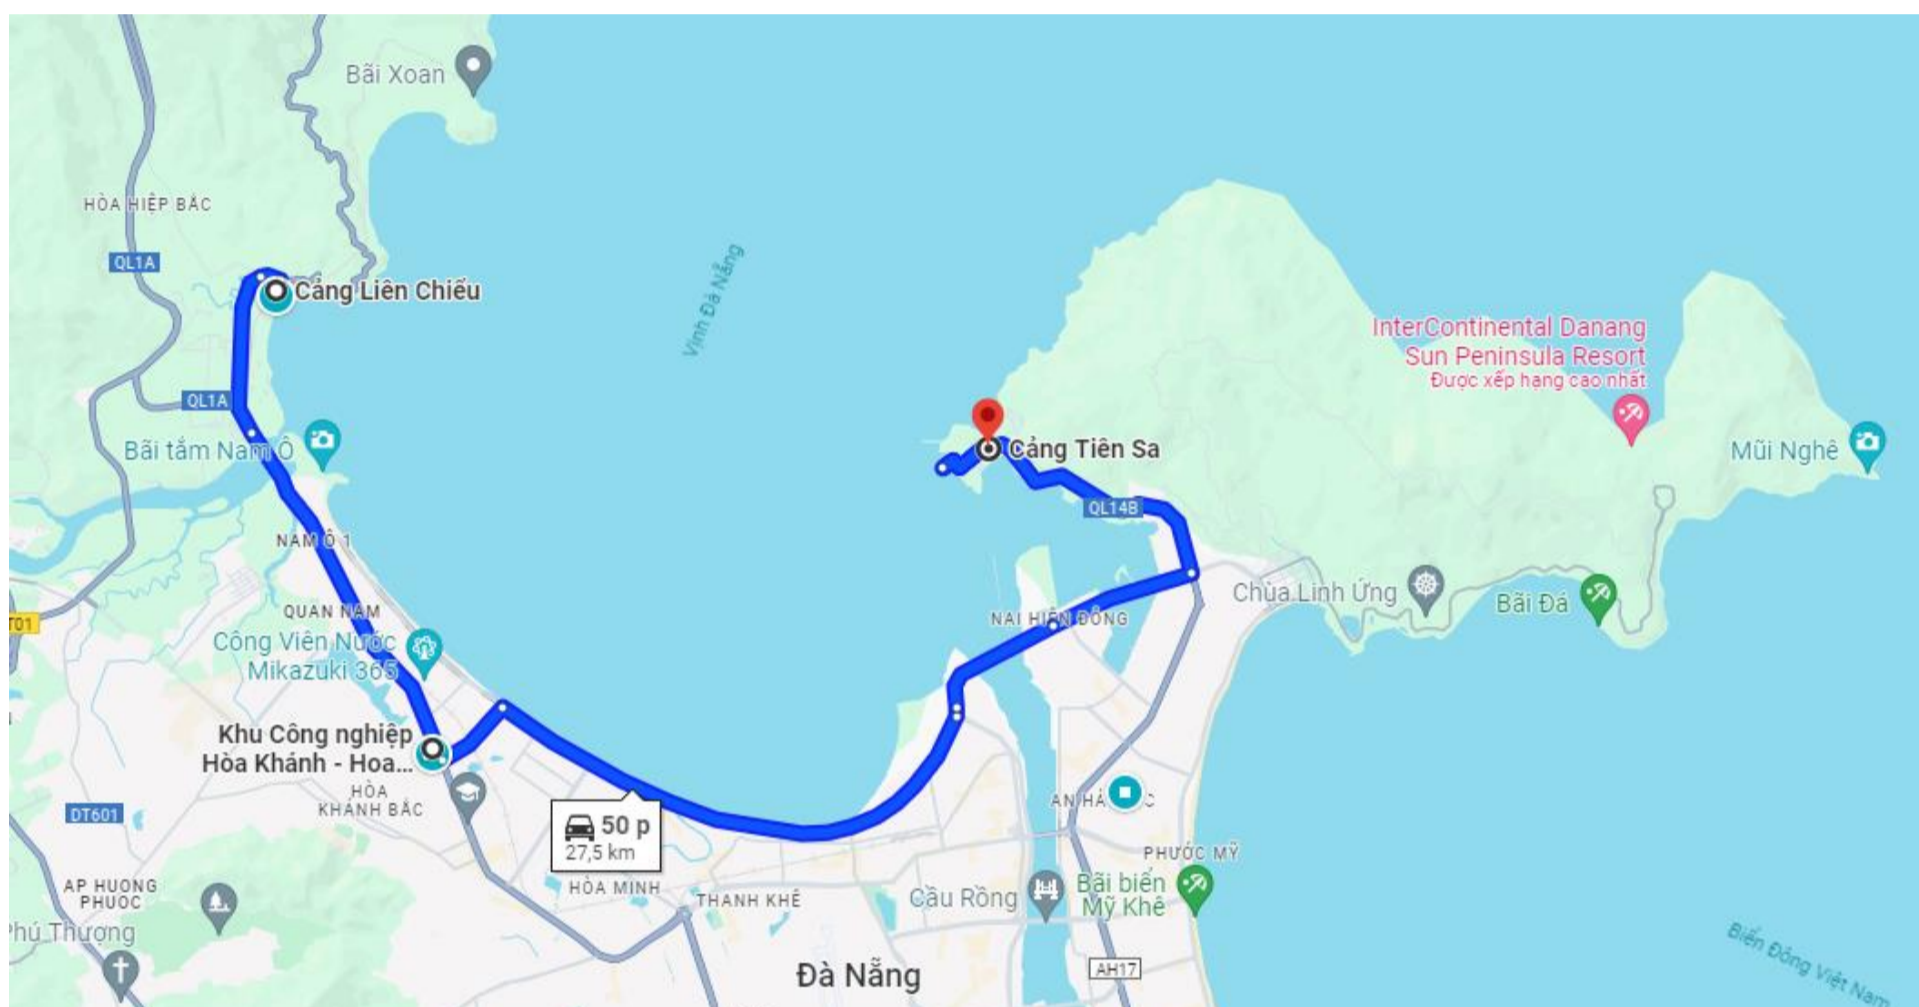 Bãi Xoan
HÒA HIỆP BẮC
QL1A
Cảng Liên Chiểu
Vịnh Đà Nẵng
InterContinental Danang
Sun Peninsula Resort
Được xếp hạng cao nhất
QL1A
Bãi tắm Nam Ô
Cảng Tiên Sa
Mũi Nghê
QL14B
NAM Ô 1
Chùa Linh Ứng
Bãi Đá
QUAN NAM
NẠI HIÊN ĐÔNG
T01
Công Viên Nước
Mikazuki 365
Khu Công nghiệp
Hòa Khánh - Hoa...
HÒA
KHÁNH BẮC
DT601
50 p
27,5 km
PHƯỚC MỸ
AP HUONG
PHUOC
HÒA MINH
THANH KHÊ
Cầu Rồng
Bãi biển
Mỹ Khê
Phú Thượng
Đà Nẵng
AH17
Biển Đông Việt Nam